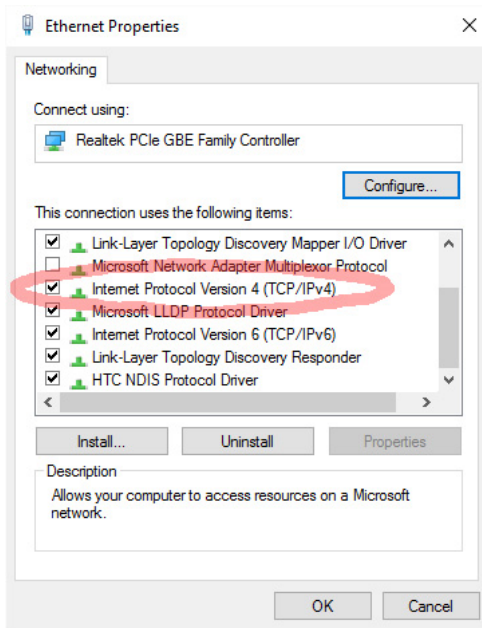 Ethernet Properties
Networking
Connect using:
Realtek PCIe GBE Family Controller
Configure...
This connection uses the following items:
Link-Layer Topology Discovery Mapper I/O Driver
Microsoft Network Adapter Multiplexor Protocol
Internet Protocol Version 4 (TCP/IPv4)
Microsoft LLDP Protocol Driver
Internet Protocol Version 6 (TCP/IPv6)
Link-Layer Topology Discovery Responder
HTC NDIS Protocol Driver
Install... Uninstall Properties
Description
Allows your computer to access resources on a Microsoft
network.
OK Cancel